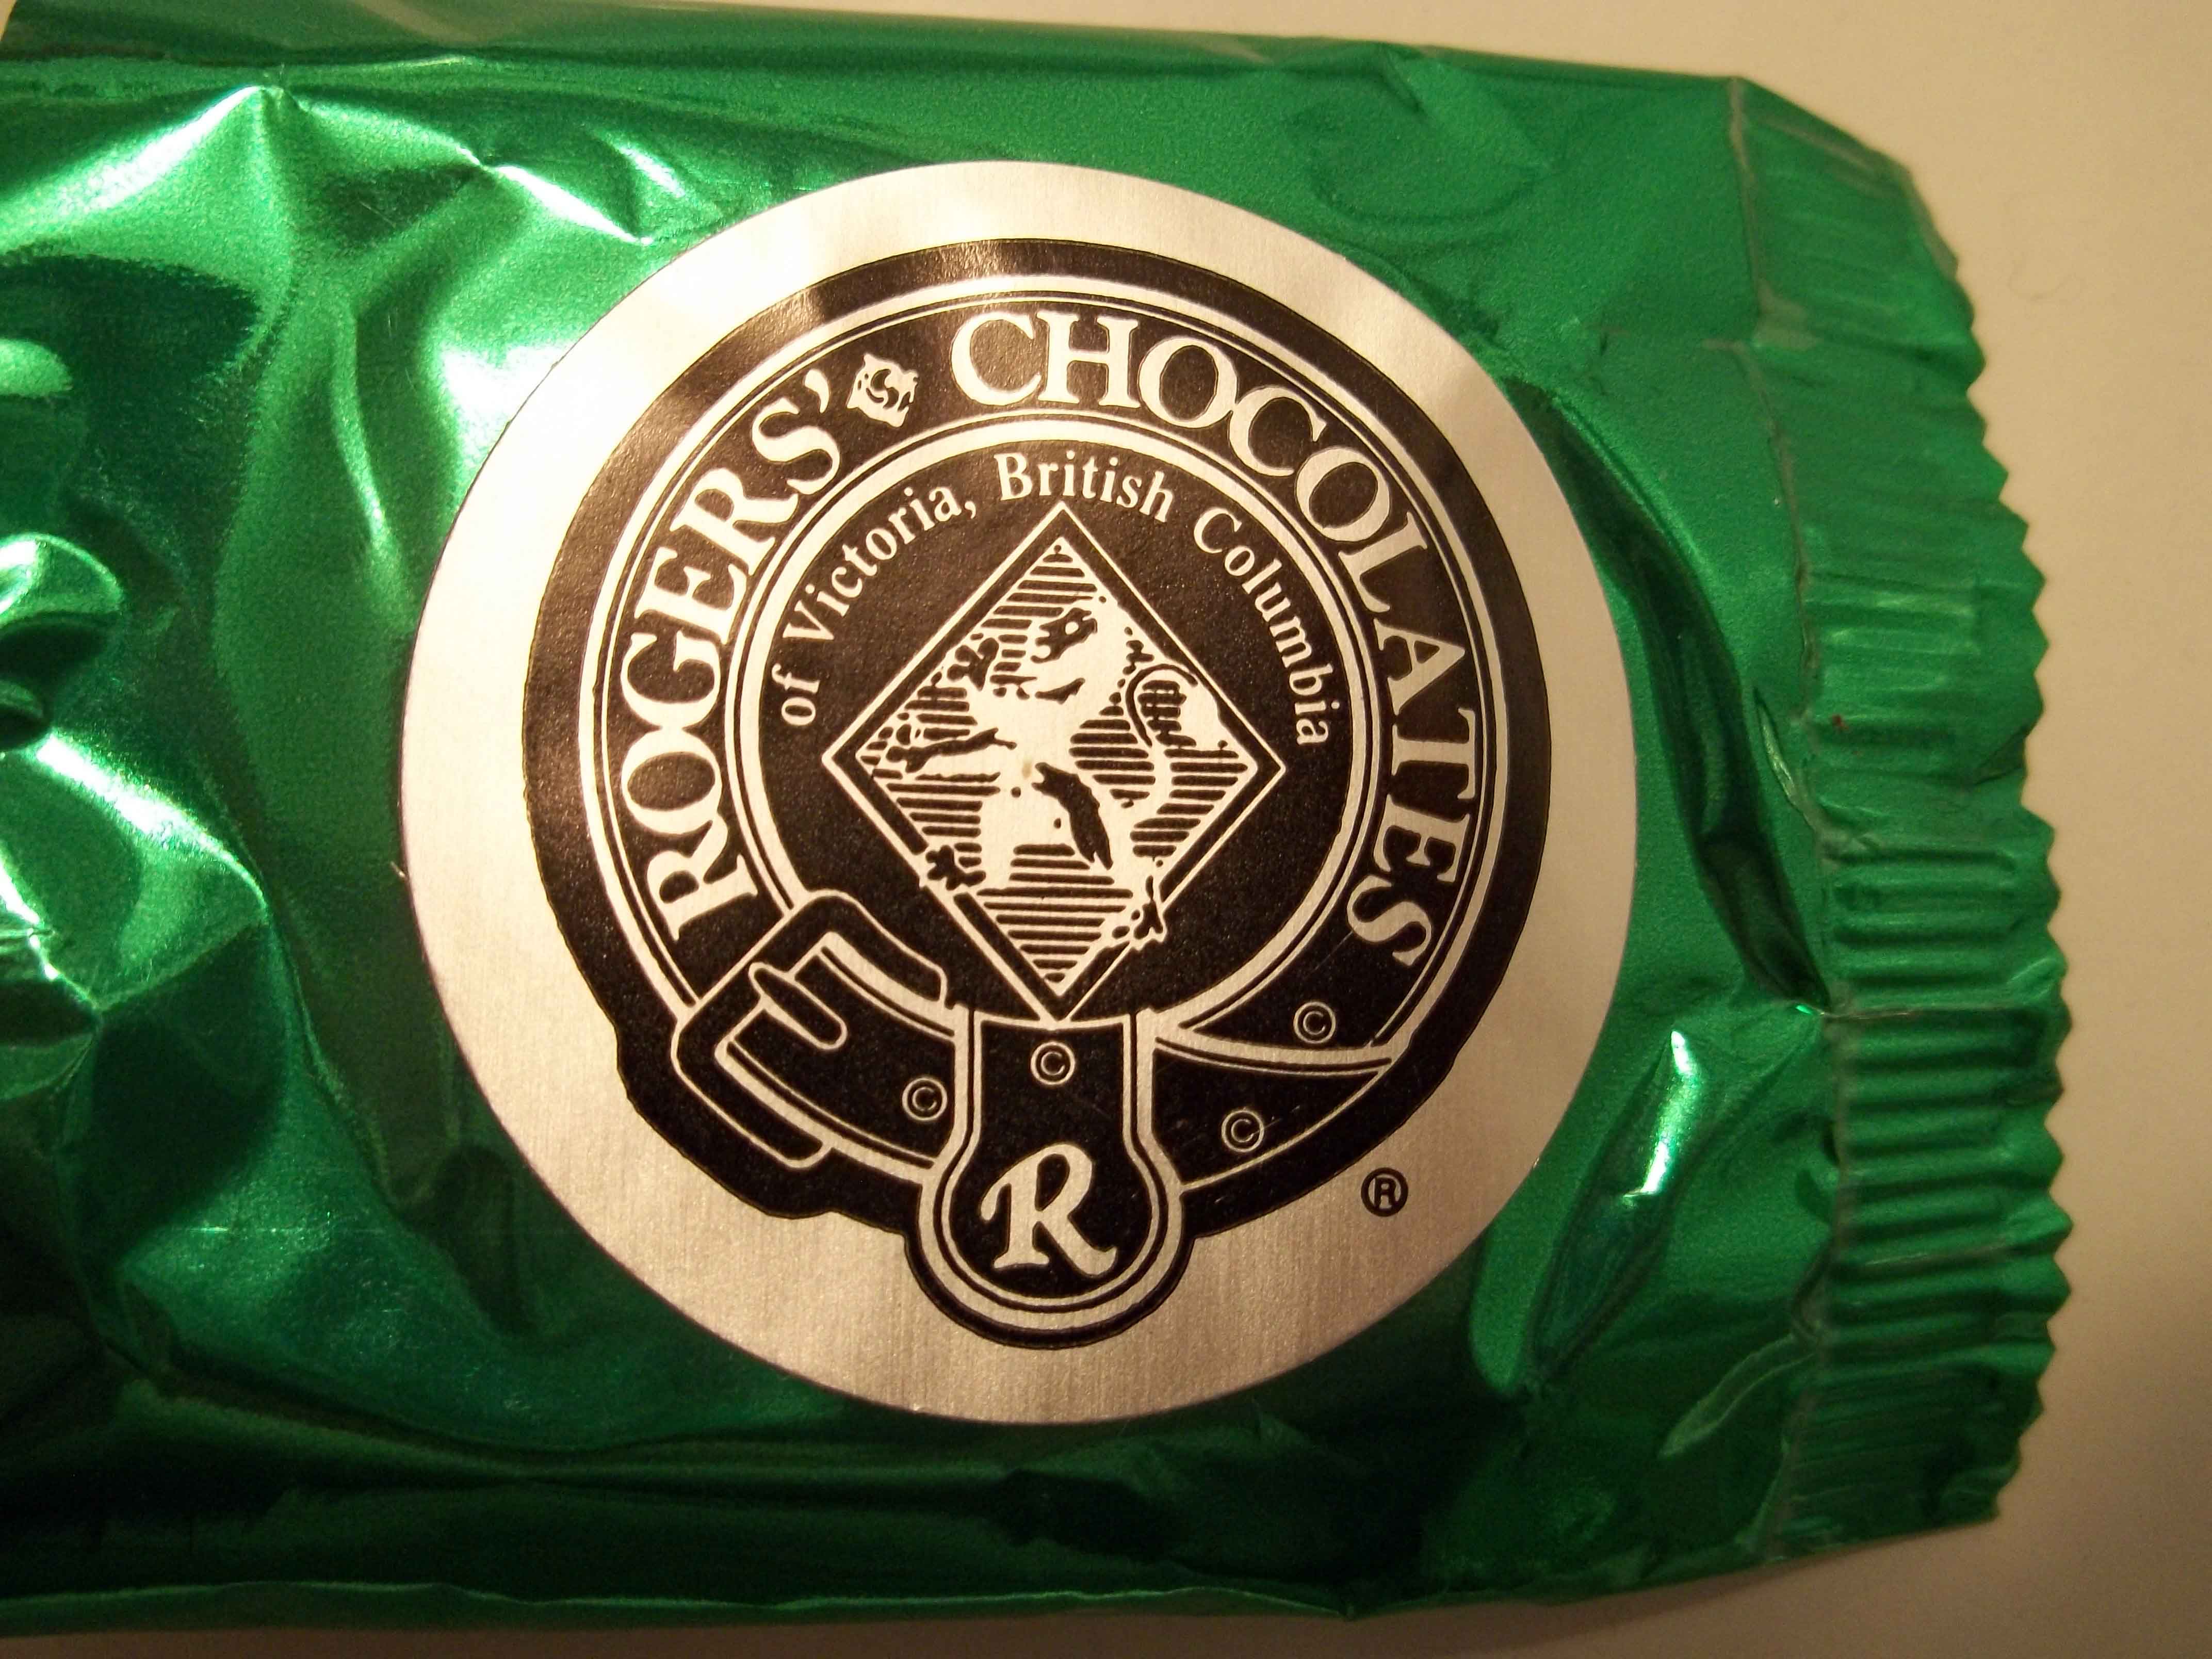 ROGERS' CHOCOLATES
of Victoria, British Columbia
©
© © ©
R
®